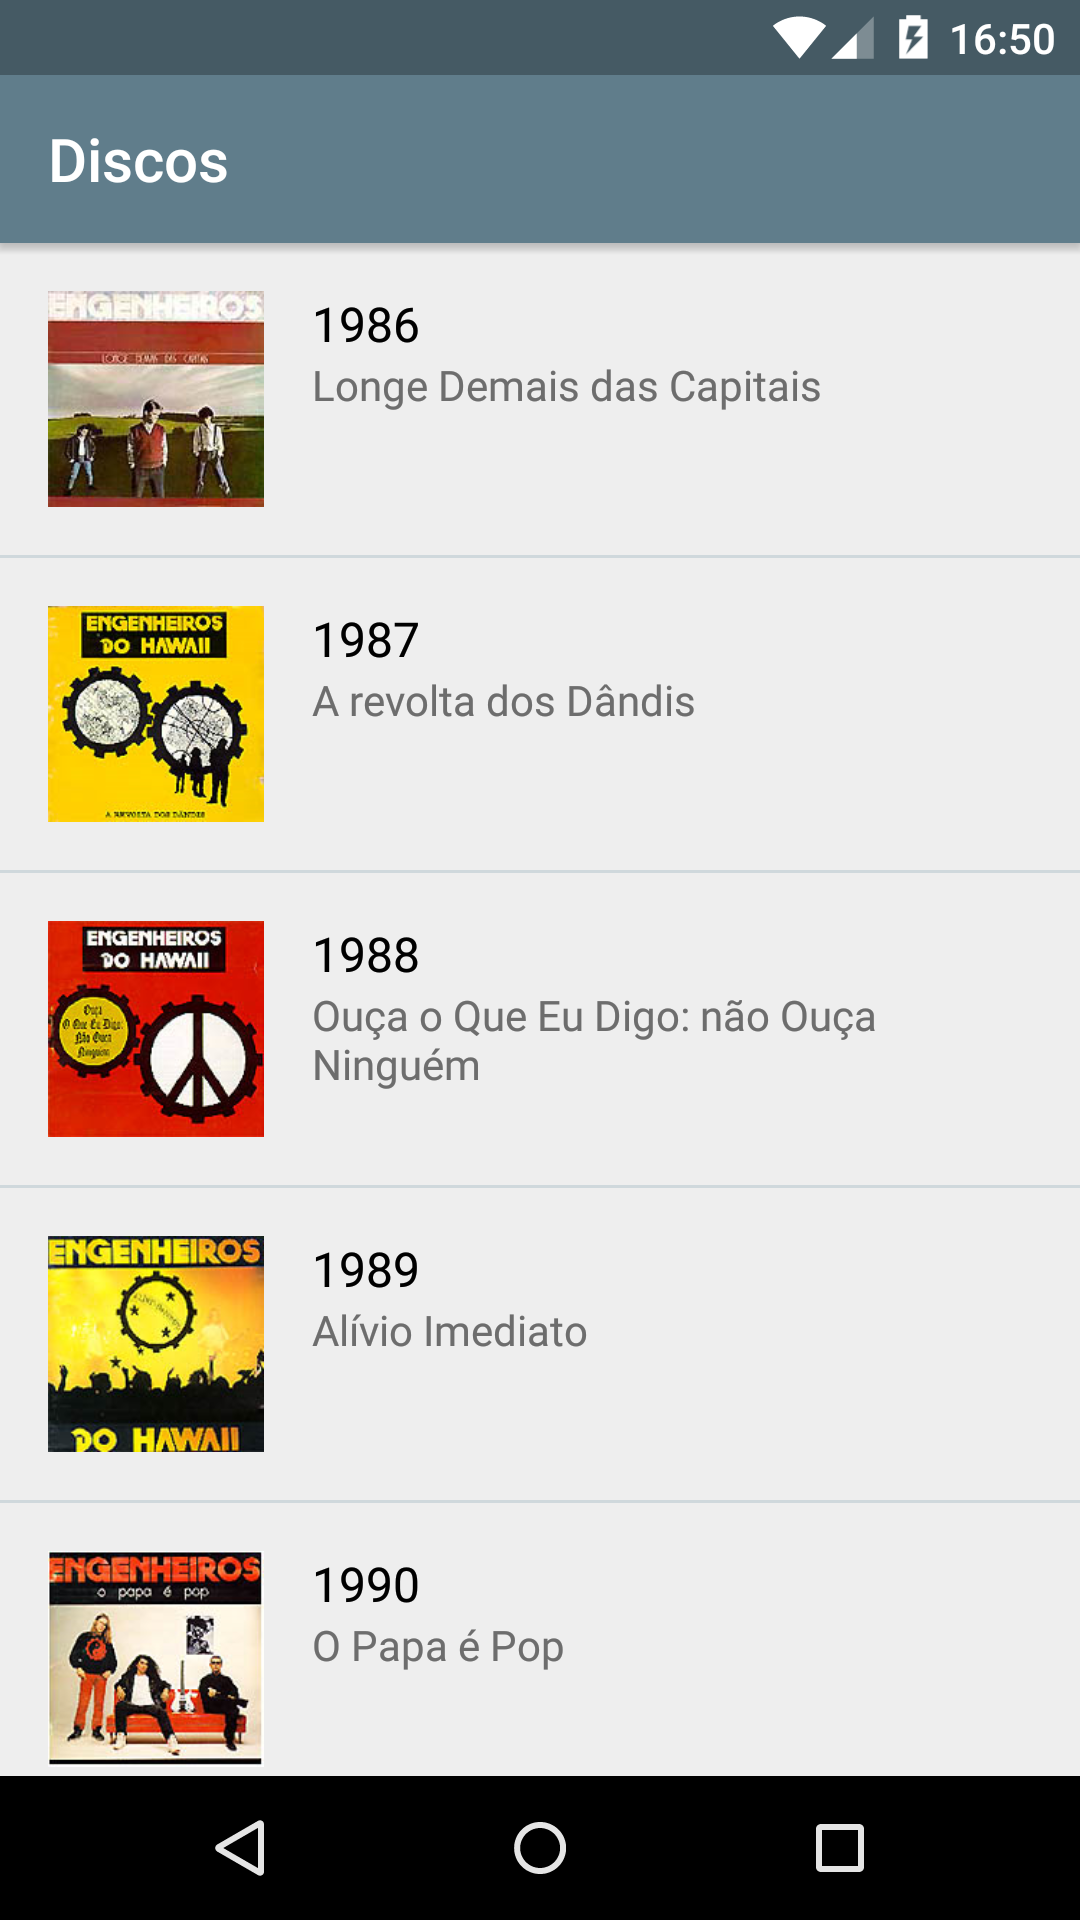 16:50
Discos
ENGENHEIROS
LONGE DEMAIS DAS CAPITAIS
1986
Longe Demais das Capitais
ENGENHEIROS
DO HAWAII
A REVOLTA DOS DÂNDIS
1987
A revolta dos Dândis
ENGENHEIROS
DO HAWAII
Ouça
O Que Eu Digo:
Não Ouça
Ninguém
1988
Ouça o Que Eu Digo: não Ouça
Ninguém
ENGENHEIROS
DO HAWAII
1989
Alívio Imediato
ENGENHEIROS
o papa é pop
1990
O Papa é Pop